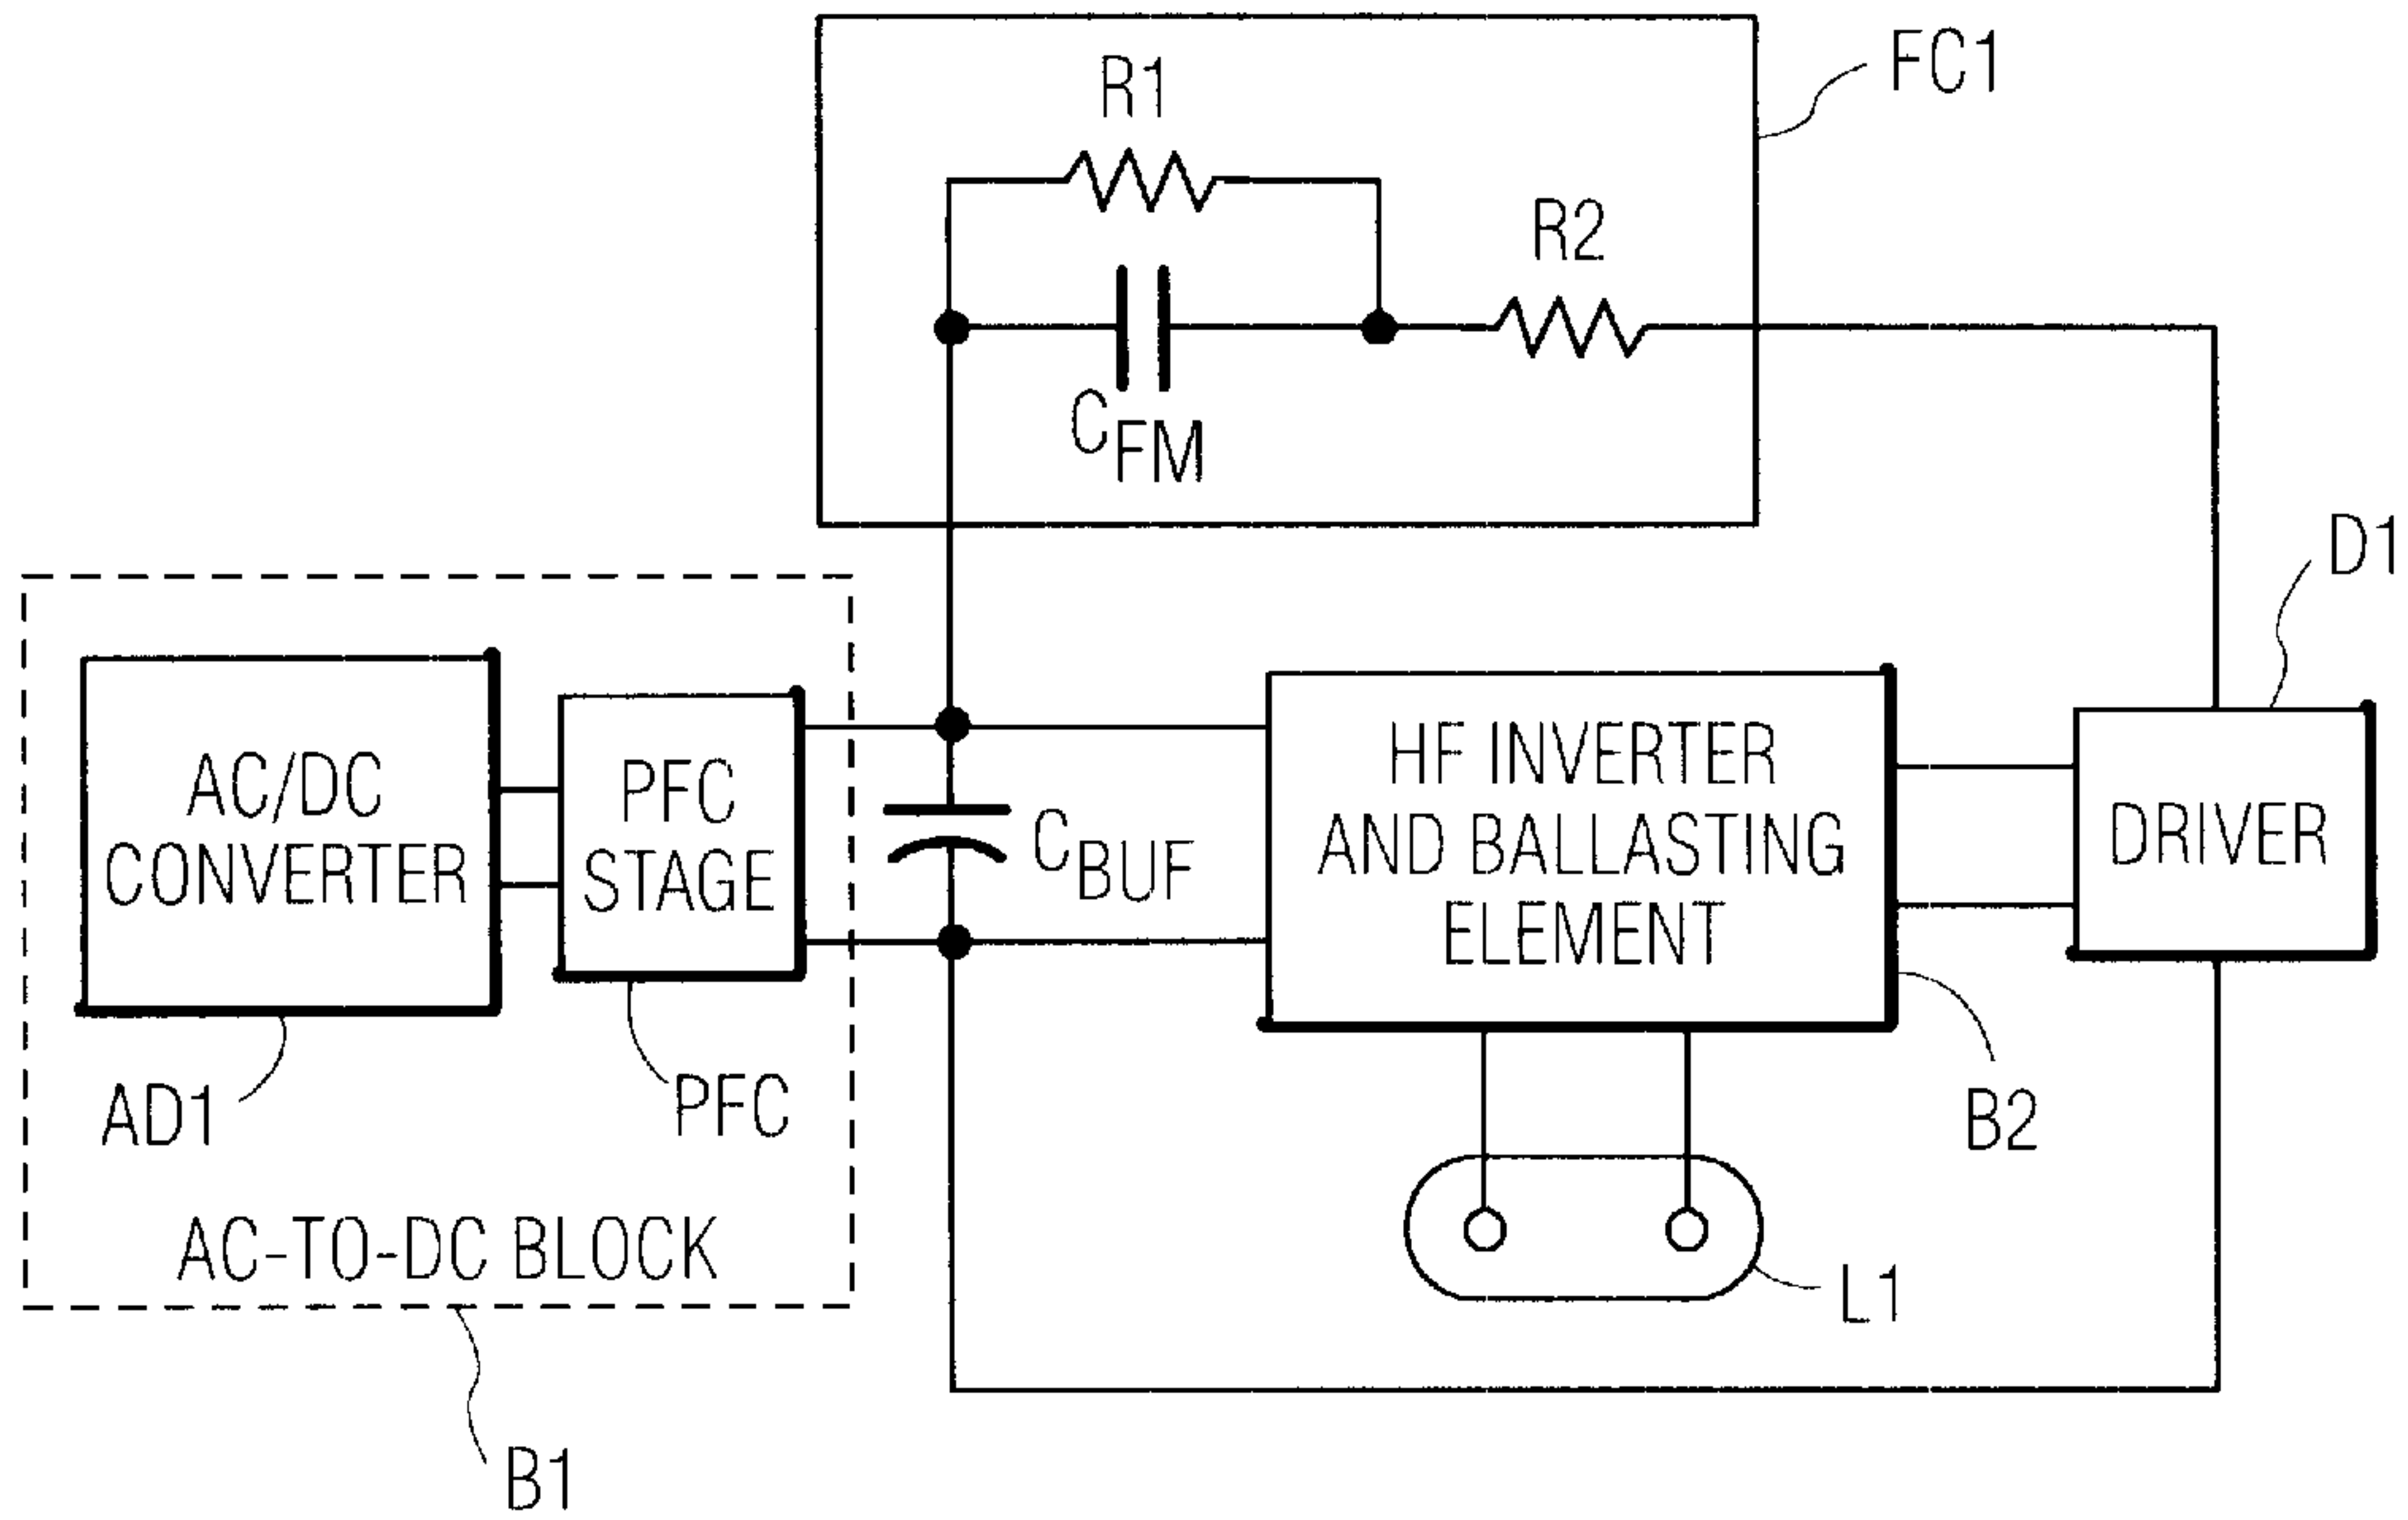 FC1
R1
R2
CFM
D1
AC/DC
CONVERTER
PFC
STAGE
CBUF
HF INVERTER
AND BALLASTING
ELEMENT
DRIVER
AD1
PFC
B2
AC-TO-DC BLOCK
L1
B1